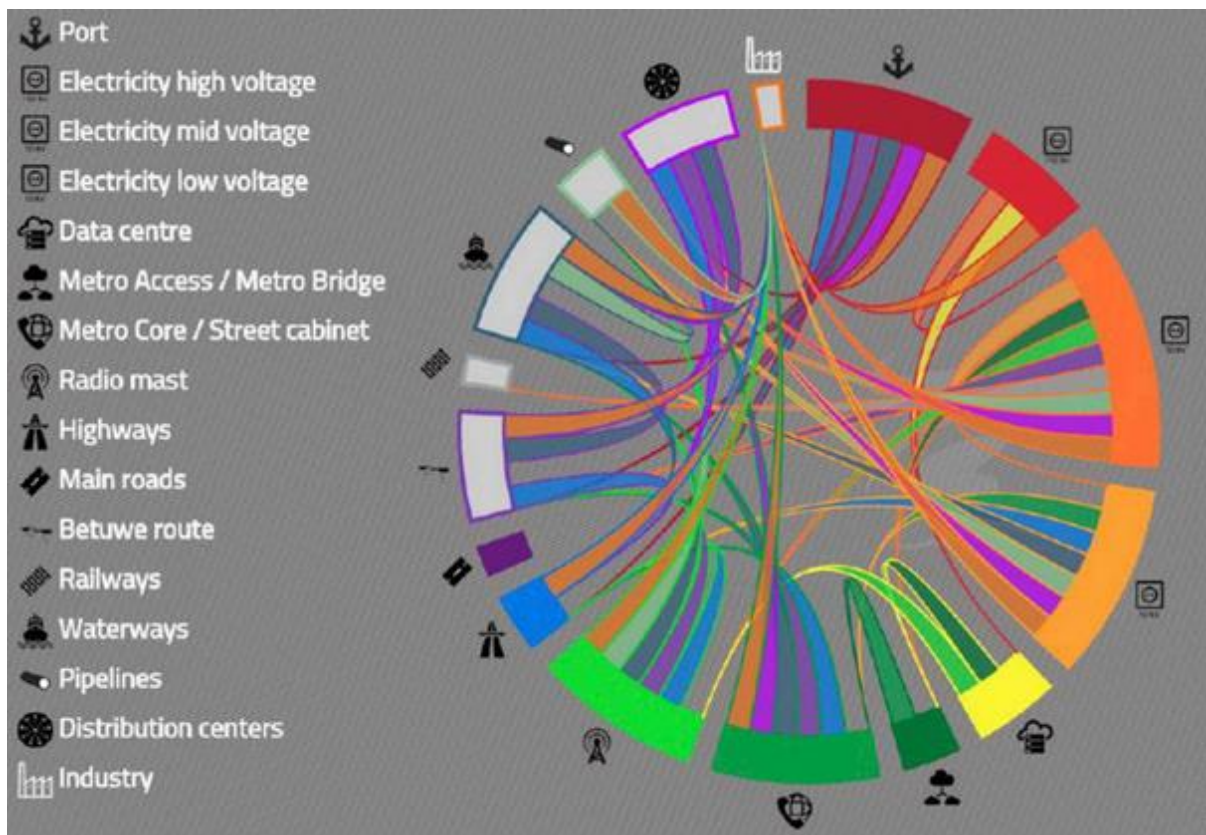 Port
Electricity high voltage
Electricity mid voltage
Electricity low voltage
Data centre
Metro Access / Metro Bridge
Metro Core / Street cabinet
Radio mast
Highways
Main roads
Betuwe route
Railways
Waterways
Pipelines
Distribution centers
Industry